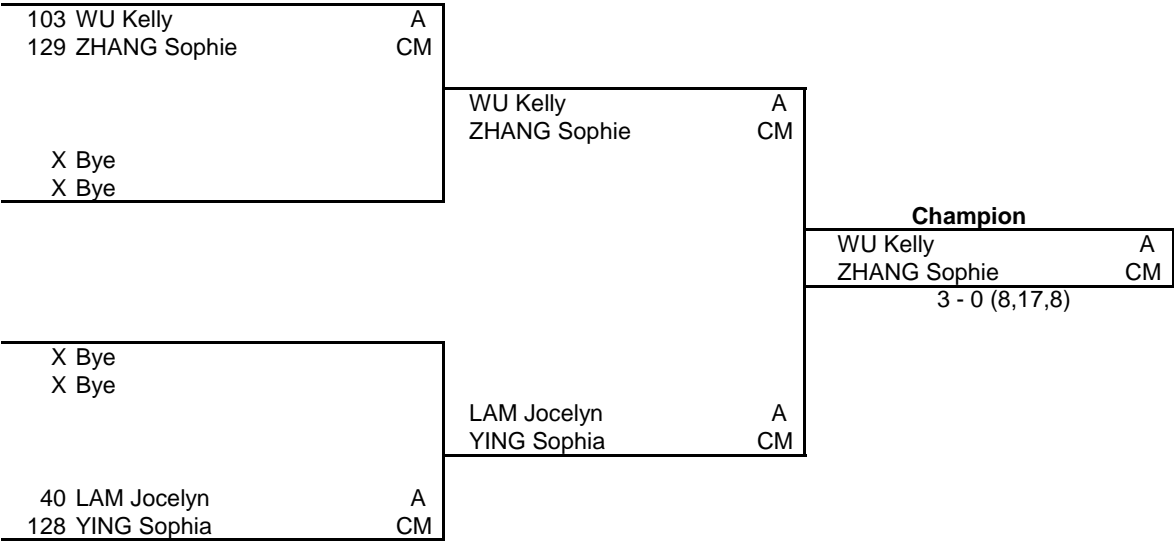 103 WU Kelly A
129 ZHANG Sophie CM
X Bye
X Bye
WU Kelly A
ZHANG Sophie CM
Champion
WU Kelly A
ZHANG Sophie CM
3 - 0 (8,17,8)
X Bye
X Bye
LAM Jocelyn A
YING Sophia CM
40 LAM Jocelyn A
128 YING Sophia CM